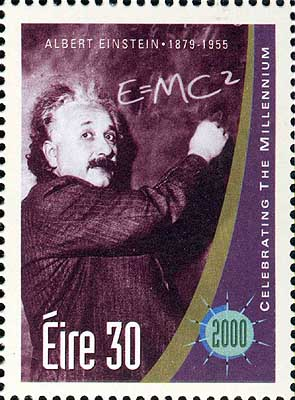 ALBERT EINSTEIN • 1879-1955
E=MC²
CELEBRATING THE MILLENNIUM
Éire 30
2000